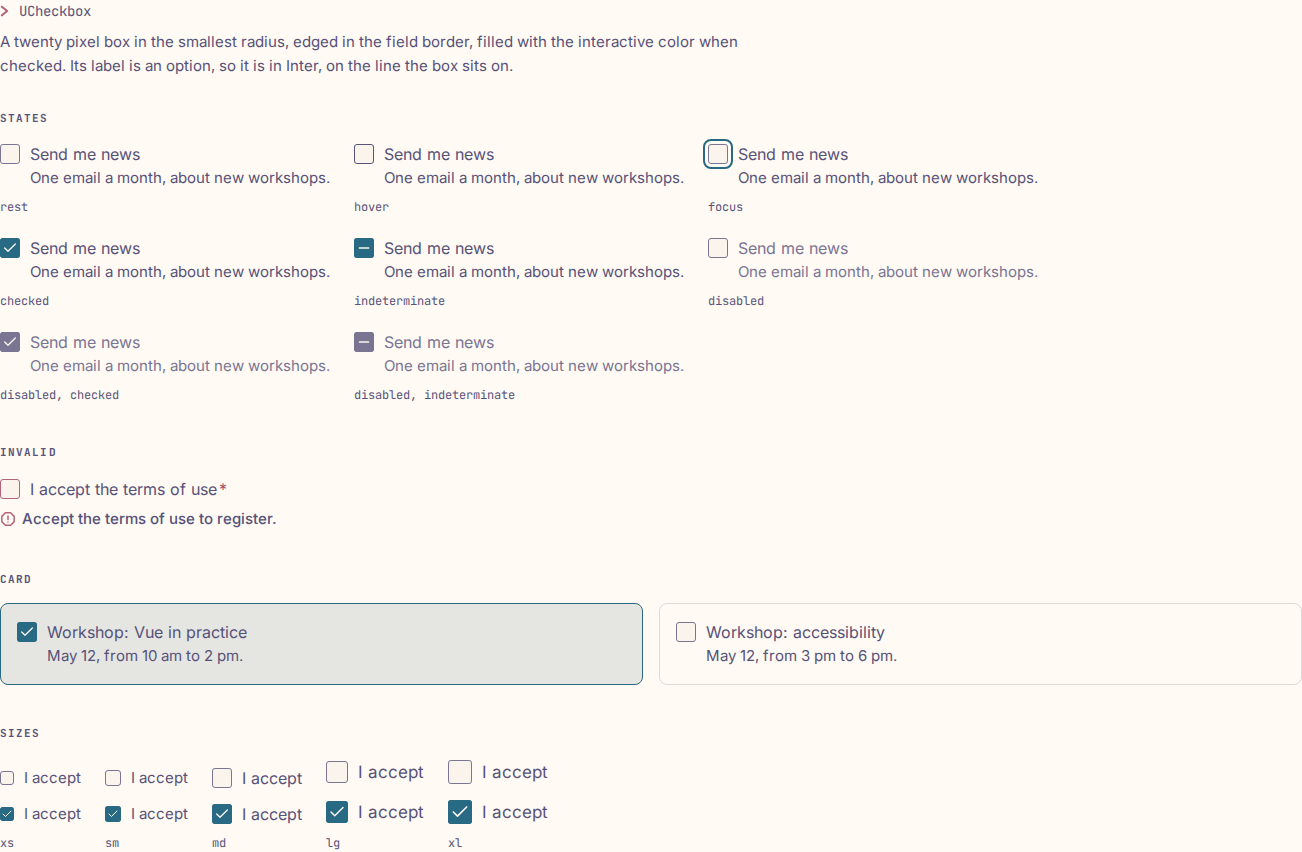 UCheckbox
A twenty pixel box in the smallest radius, edged in the field border, filled with the interactive color when
checked. Its label is an option, so it is in Inter, on the line the box sits on.
STATES
Send me news
One email a month, about new workshops.
rest
Send me news
One email a month, about new workshops.
hover
Send me news
One email a month, about new workshops.
focus
Send me news
One email a month, about new workshops.
checked
Send me news
One email a month, about new workshops.
indeterminate
Send me news
One email a month, about new workshops.
disabled
Send me news
One email a month, about new workshops.
disabled, checked
Send me news
One email a month, about new workshops.
disabled, indeterminate
INVALID
I accept the terms of use*
Accept the terms of use to register.
CARD
Workshop: Vue in practice
May 12, from 10 am to 2 pm.
Workshop: accessibility
May 12, from 3 pm to 6 pm.
SIZES
I accept
I accept
xs
I accept
I accept
sm
I accept
I accept
md
I accept
I accept
lg
I accept
I accept
xl